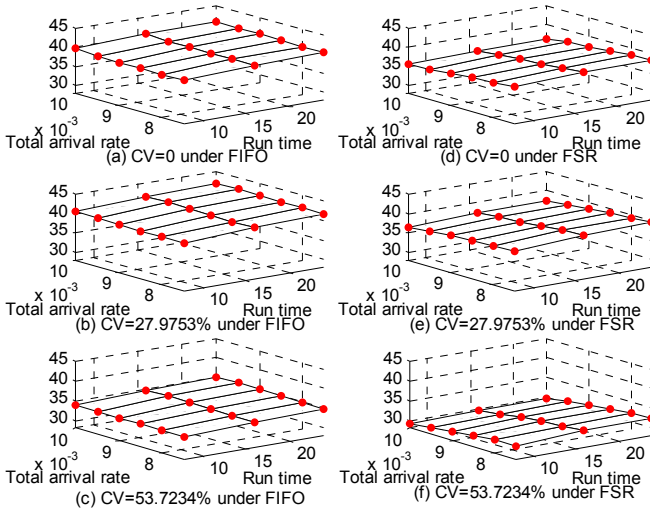 45
40
35
30
10
9
8
x 10-3
10
15
20
Total arrival rate
Run time
(a) CV=0 under FIFO
45
40
35
30
10
9
8
x 10-3
10
15
20
Total arrival rate
Run time
(d) CV=0 under FSR
45
40
35
30
10
9
8
x 10-3
10
15
20
Total arrival rate
Run time
(b) CV=27.9753% under FIFO
45
40
35
30
10
9
8
x 10-3
10
15
20
Total arrival rate
Run time
(e) CV=27.9753% under FSR
45
40
35
30
10
9
8
x 10-3
10
15
20
Total arrival rate
Run time
(c) CV=53.7234% under FIFO
45
40
35
30
10
9
8
x 10-3
10
15
20
Total arrival rate
Run time
(f) CV=53.7234% under FSR